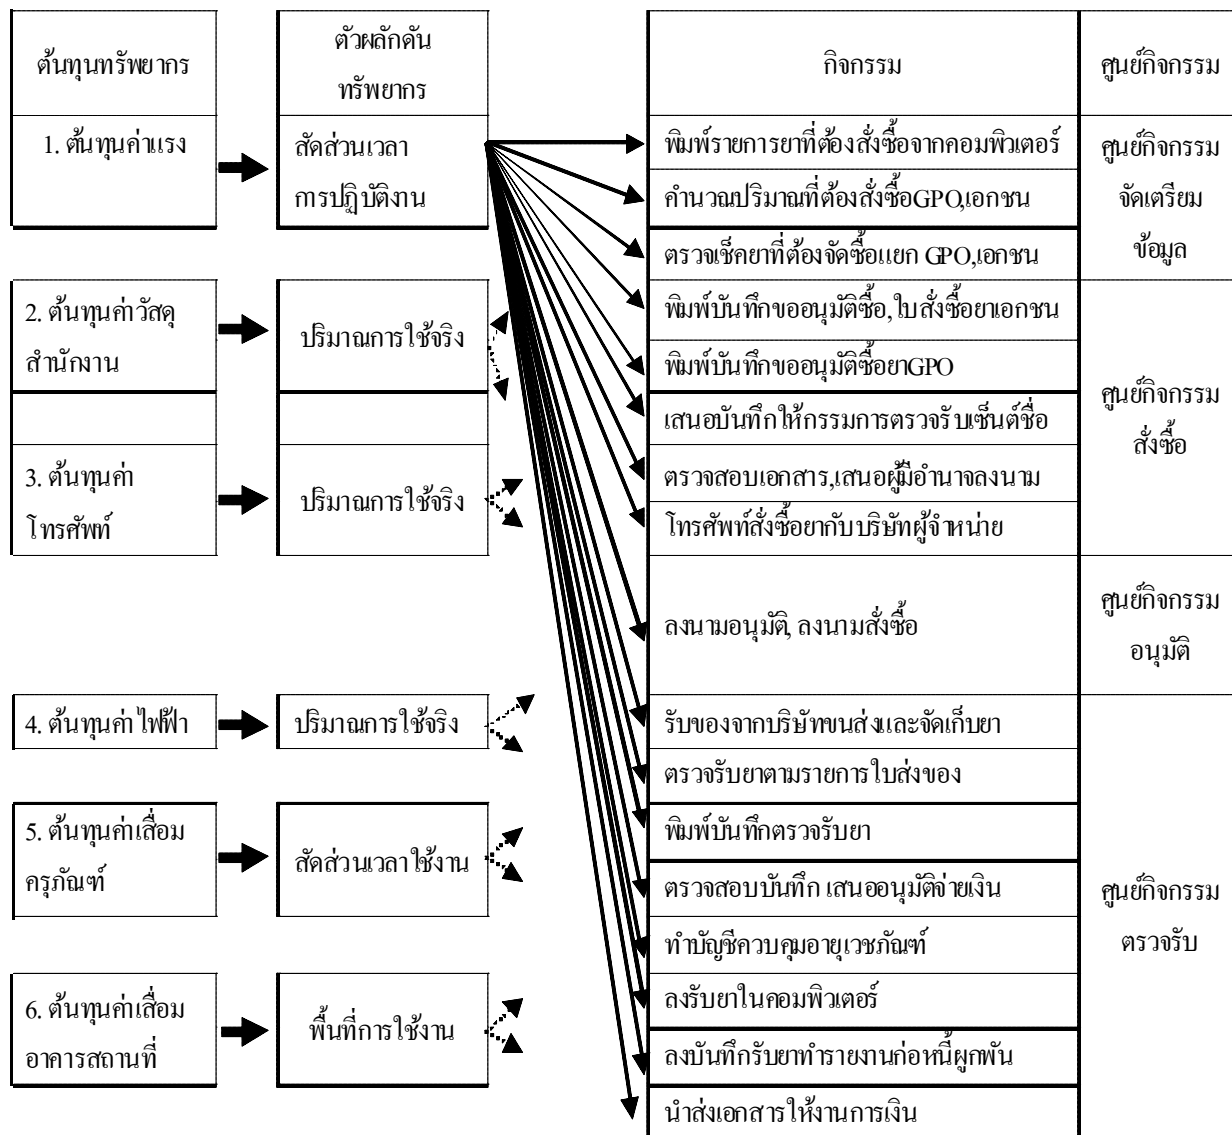 ต้นทุนทรัพยากร
ตัวผลักดัน
ทรัพยากร
กิจกรรม
ศูนย์กิจกรรม
1. ต้นทุนค่าแรง
สัดส่วนเวลา
การปฏิบัติงาน
พิมพ์รายการยาที่ต้องสั่งซื้อจากคอมพิวเตอร์
คำนวณปริมาณที่ต้องสั่งซื้อGPO,เอกชน
ตรวจเช็คยาที่ต้องจัดซื้อแยก GPO,เอกชน
ศูนย์กิจกรรม
จัดเตรียม
ข้อมูล
2. ต้นทุนค่าวัสดุ
สำนักงาน
ปริมาณการใช้จริง
พิมพ์บันทึกขออนุมัติซื้อ,ใบสั่งซื้อยาเอกชน
พิมพ์บันทึกขออนุมัติซื้อยาGPO
เสนอบันทึกให้กรรมการตรวจรับเซ็นต์ชื่อ
ศูนย์กิจกรรม
สั่งซื้อ
3. ต้นทุนค่า
โทรศัพท์
ปริมาณการใช้จริง
ตรวจสอบเอกสาร,เสนอผู้มีอำนาจลงนาม
โทรศัพท์สั่งซื้อยากับบริษัทผู้จำหน่าย
ลงนามอนุมัติ, ลงนามสั่งซื้อ
ศูนย์กิจกรรม
อนุมัติ
4. ต้นทุนค่าไฟฟ้า
ปริมาณการใช้จริง
รับของจากบริษัทขนส่งและจัดเก็บยา
ตรวจรับยาตามรายการใบส่งของ
5. ต้นทุนค่าเสื่อม
ครุภัณฑ์
สัดส่วนเวลาใช้งาน
พิมพ์บันทึกตรวจรับยา
ตรวจสอบบันทึก เสนออนุมัติจ่ายเงิน
ทำบัญชีควบคุมอายุเวชภัณฑ์
ศูนย์กิจกรรม
ตรวจรับ
6. ต้นทุนค่าเสื่อม
อาคารสถานที่
พื้นที่การใช้งาน
ลงรับยาในคอมพิวเตอร์
ลงบันทึกรับยาทำรายงานก่อหนี้ผูกพัน
นำส่งเอกสารให้งานการเงิน